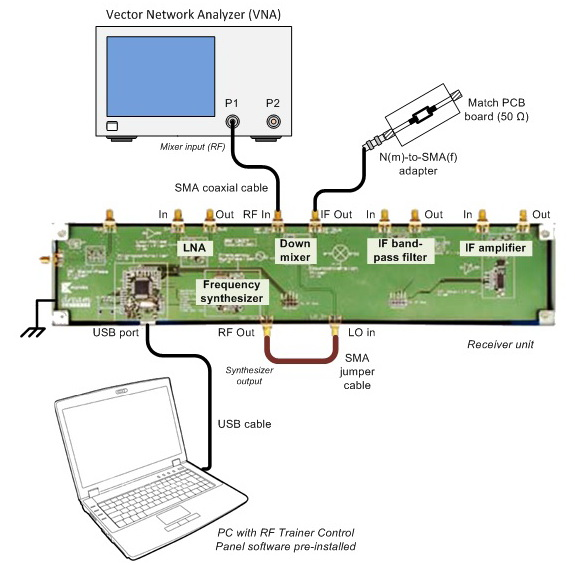 Vector Network Analyzer (VNA)
P1 P2
Mixer input (RF)
Match PCB
board (50 Ω)
N(m)-to-SMA(f)
adapter
SMA coaxial cable
In Out RF In IF Out In Out In Out
LNA
Down
mixer
IF band-
pass filter
IF amplifier
Frequency
synthesizer
USB port
RF Out
LO in
Receiver unit
Synthesizer
output
SMA
jumper
cable
USB cable
PC with RF Trainer Control
Panel software pre-installed